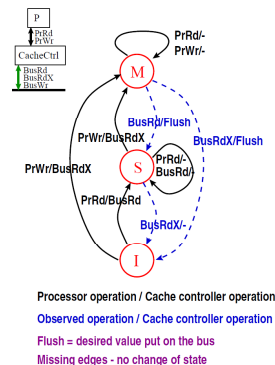 P
PrRd
PrWr
CacheCtrl
BusRd
BusRdX
BusWr
PrRd/-
PrWr/-
M
BusRd/Flush
BusRdX/Flush
PrWr/BusRdX
PrWr/BusRdX
S
PrRd/-
BusRd/-
PrRd/BusRd
BusRdX/-
I
Processor operation / Cache controller operation
Observed operation / Cache controller operation
Flush = desired value put on the bus
Missing edges - no change of state